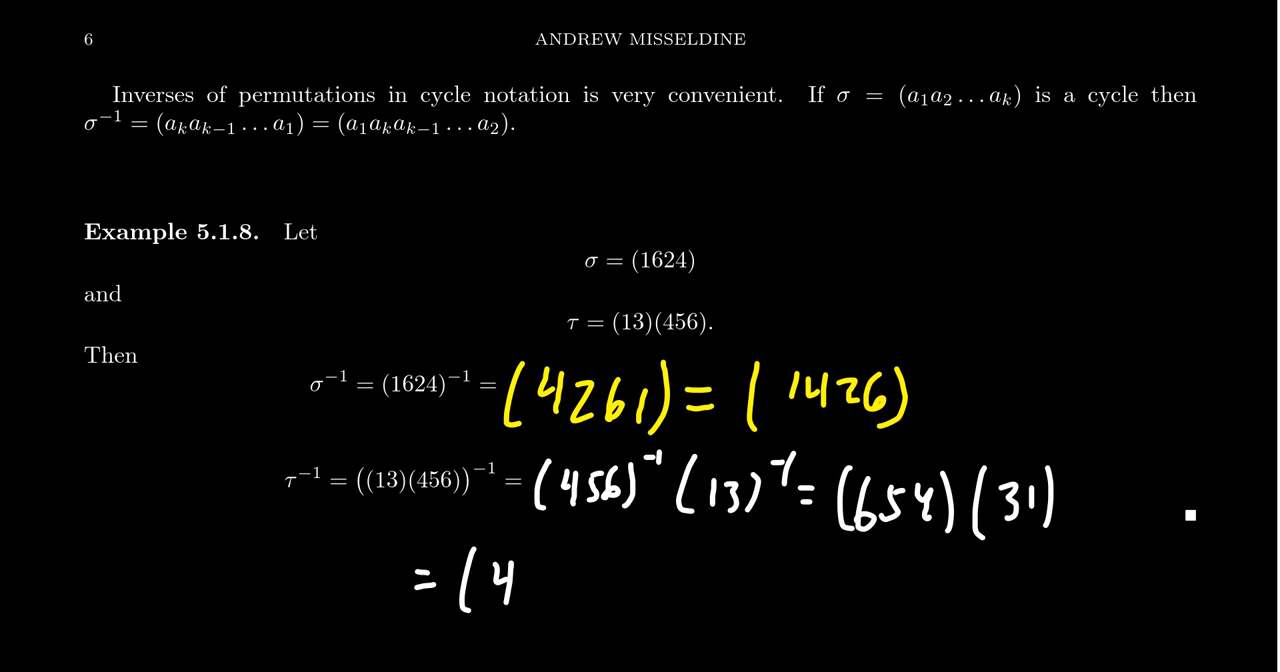 6 ANDREW MISSELDINE
Inverses of permutations in cycle notation is very convenient. If σ = (a₁a₂…aₖ) is a cycle then
σ⁻¹ = (aₖaₖ₋₁…a₁) = (a₁aₖaₖ₋₁…a₂).
Example 5.1.8. Let
σ = (1624)
and
τ = (13)(456).
Then
σ⁻¹ = (1624)⁻¹ = (4261) = (1426)
τ⁻¹ = ((13)(456))⁻¹ = (456)⁻¹ (13)⁻¹ = (654)(31)
= (4